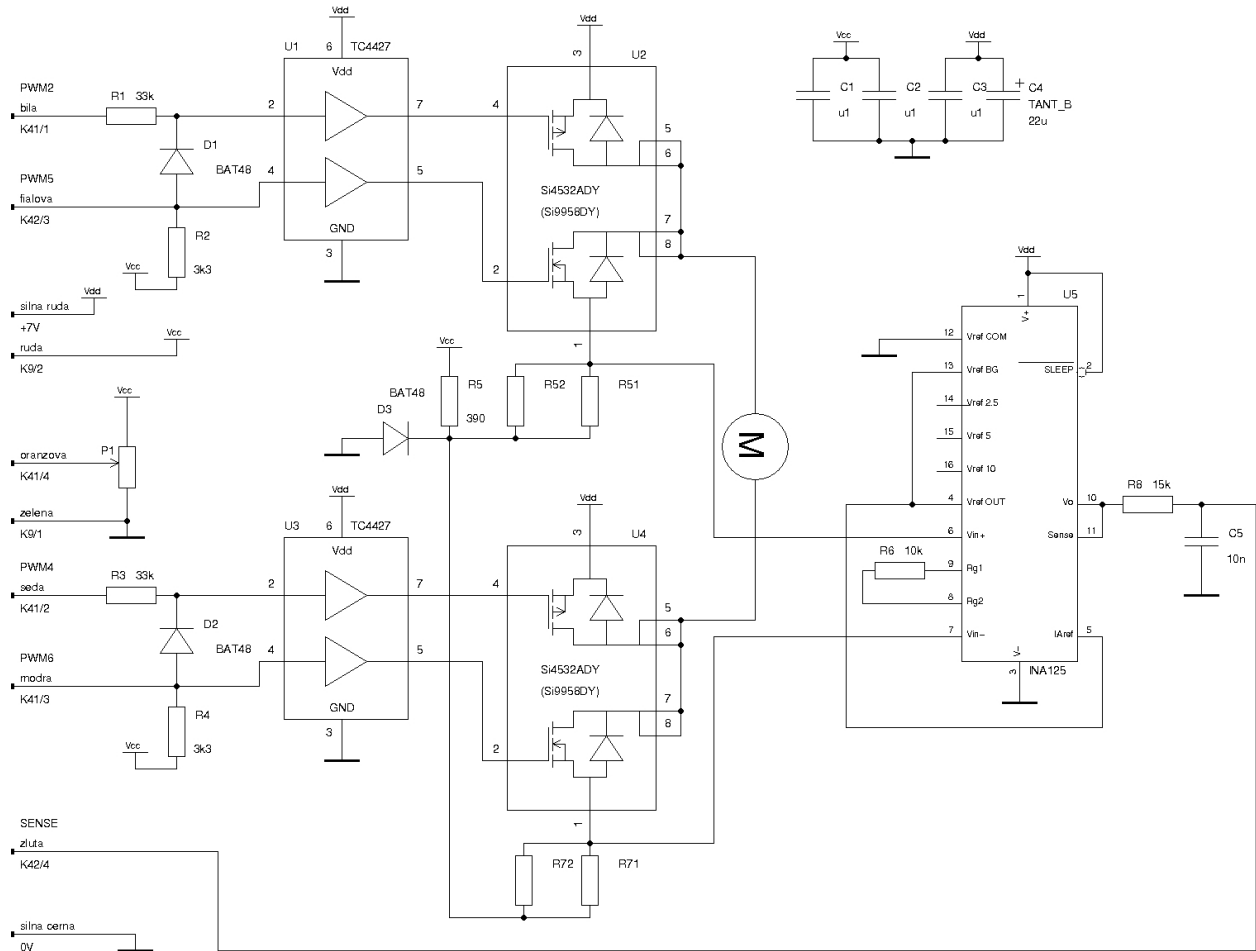 Vdd
U1 6 TC4427
Vdd
PWM2
bila
K41/1
R1 33k
2
7
D1
BAT48
PWM5
fialova
K42/3
4
5
R2
3k3
Vcc
GND
3
Vdd
3
U2
4
5
6
Si4532ADY
(Si9958DY)
7
8
2
1
Vcc
Vdd
C1
u1
C2
u1
C3
u1
+
C4
TANT_B
22u
silna ruda
Vdd
+7V
ruda
Vcc
K9/2
Vcc
P1
oranzova
K41/4
zelena
K9/1
Vcc
R5
390
BAT48
D3
R52
R51
M
Vdd
U3 6 TC4427
Vdd
PWM4
seda
K41/2
R3 33k
2
7
D2
BAT48
PWM6
modra
K41/3
4
5
R4
3k3
Vcc
GND
3
Vdd
3
U4
4
5
6
Si4532ADY
(Si9958DY)
7
8
2
1
R72
R71
Vdd
1
U5
V+
12 Vref COM
13 Vref BG
SLEEP 2
14 Vref 2.5
15 Vref 5
16 Vref 10
4 Vref OUT
Vo 10
6 Vin+
Sense 11
R6 10k
9 Rg1
8 Rg2
7 Vin−
IAref 5
V−
3
INA125
R8 15k
C5
10n
SENSE
zluta
K42/4
silna cerna
0V